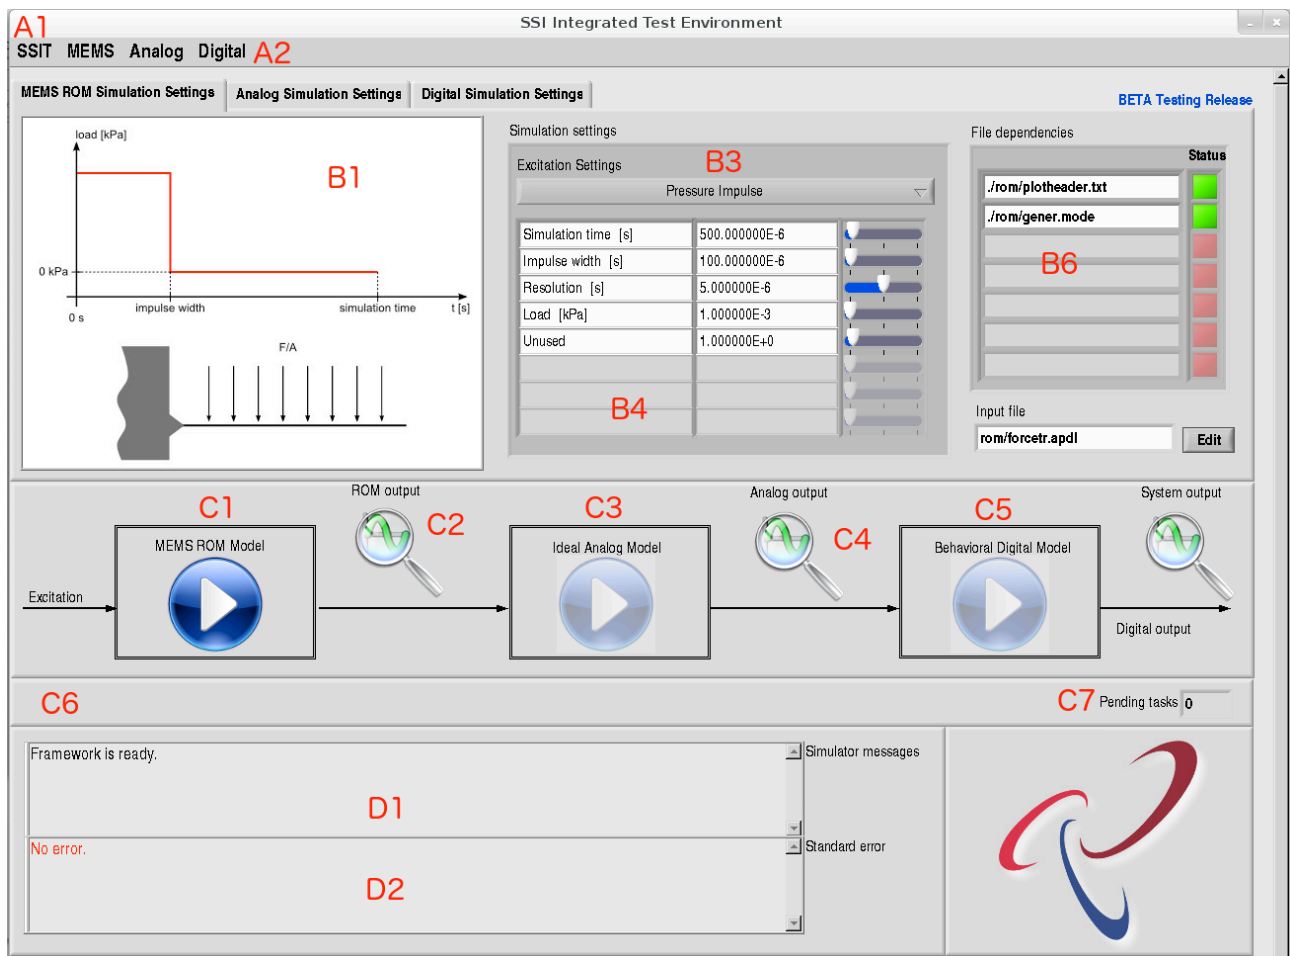 SSI Integrated Test Environment
A1
SSIT MEMS Analog Digital A2
MEMS ROM Simulation Settings Analog Simulation Settings Digital Simulation Settings
BETA Testing Release
load [kPa]
B1
0 kPa
0 s
impulse width
simulation time
t [s]
F/A
Simulation settings
Excitation Settings
B3
Pressure Impulse
Simulation time [s] 500.000000E-6
Impulse width [s] 100.000000E-6
Resolution [s] 5.000000E-6
Load [kPa] 1.000000E-3
Unused 1.000000E+0
B4
File dependencies
Status
./rom/plotheader.txt
./rom/gener.mode
B6
Input file
rom/forcetr.apdl Edit
ROM output
Analog output
System output
C1
C2
C3
C4
C5
MEMS ROM Model
Ideal Analog Model
Behavioral Digital Model
Excitation
Digital output
C6
C7 Pending tasks 0
Framework is ready.
Simulator messages
D1
No error.
Standard error
D2